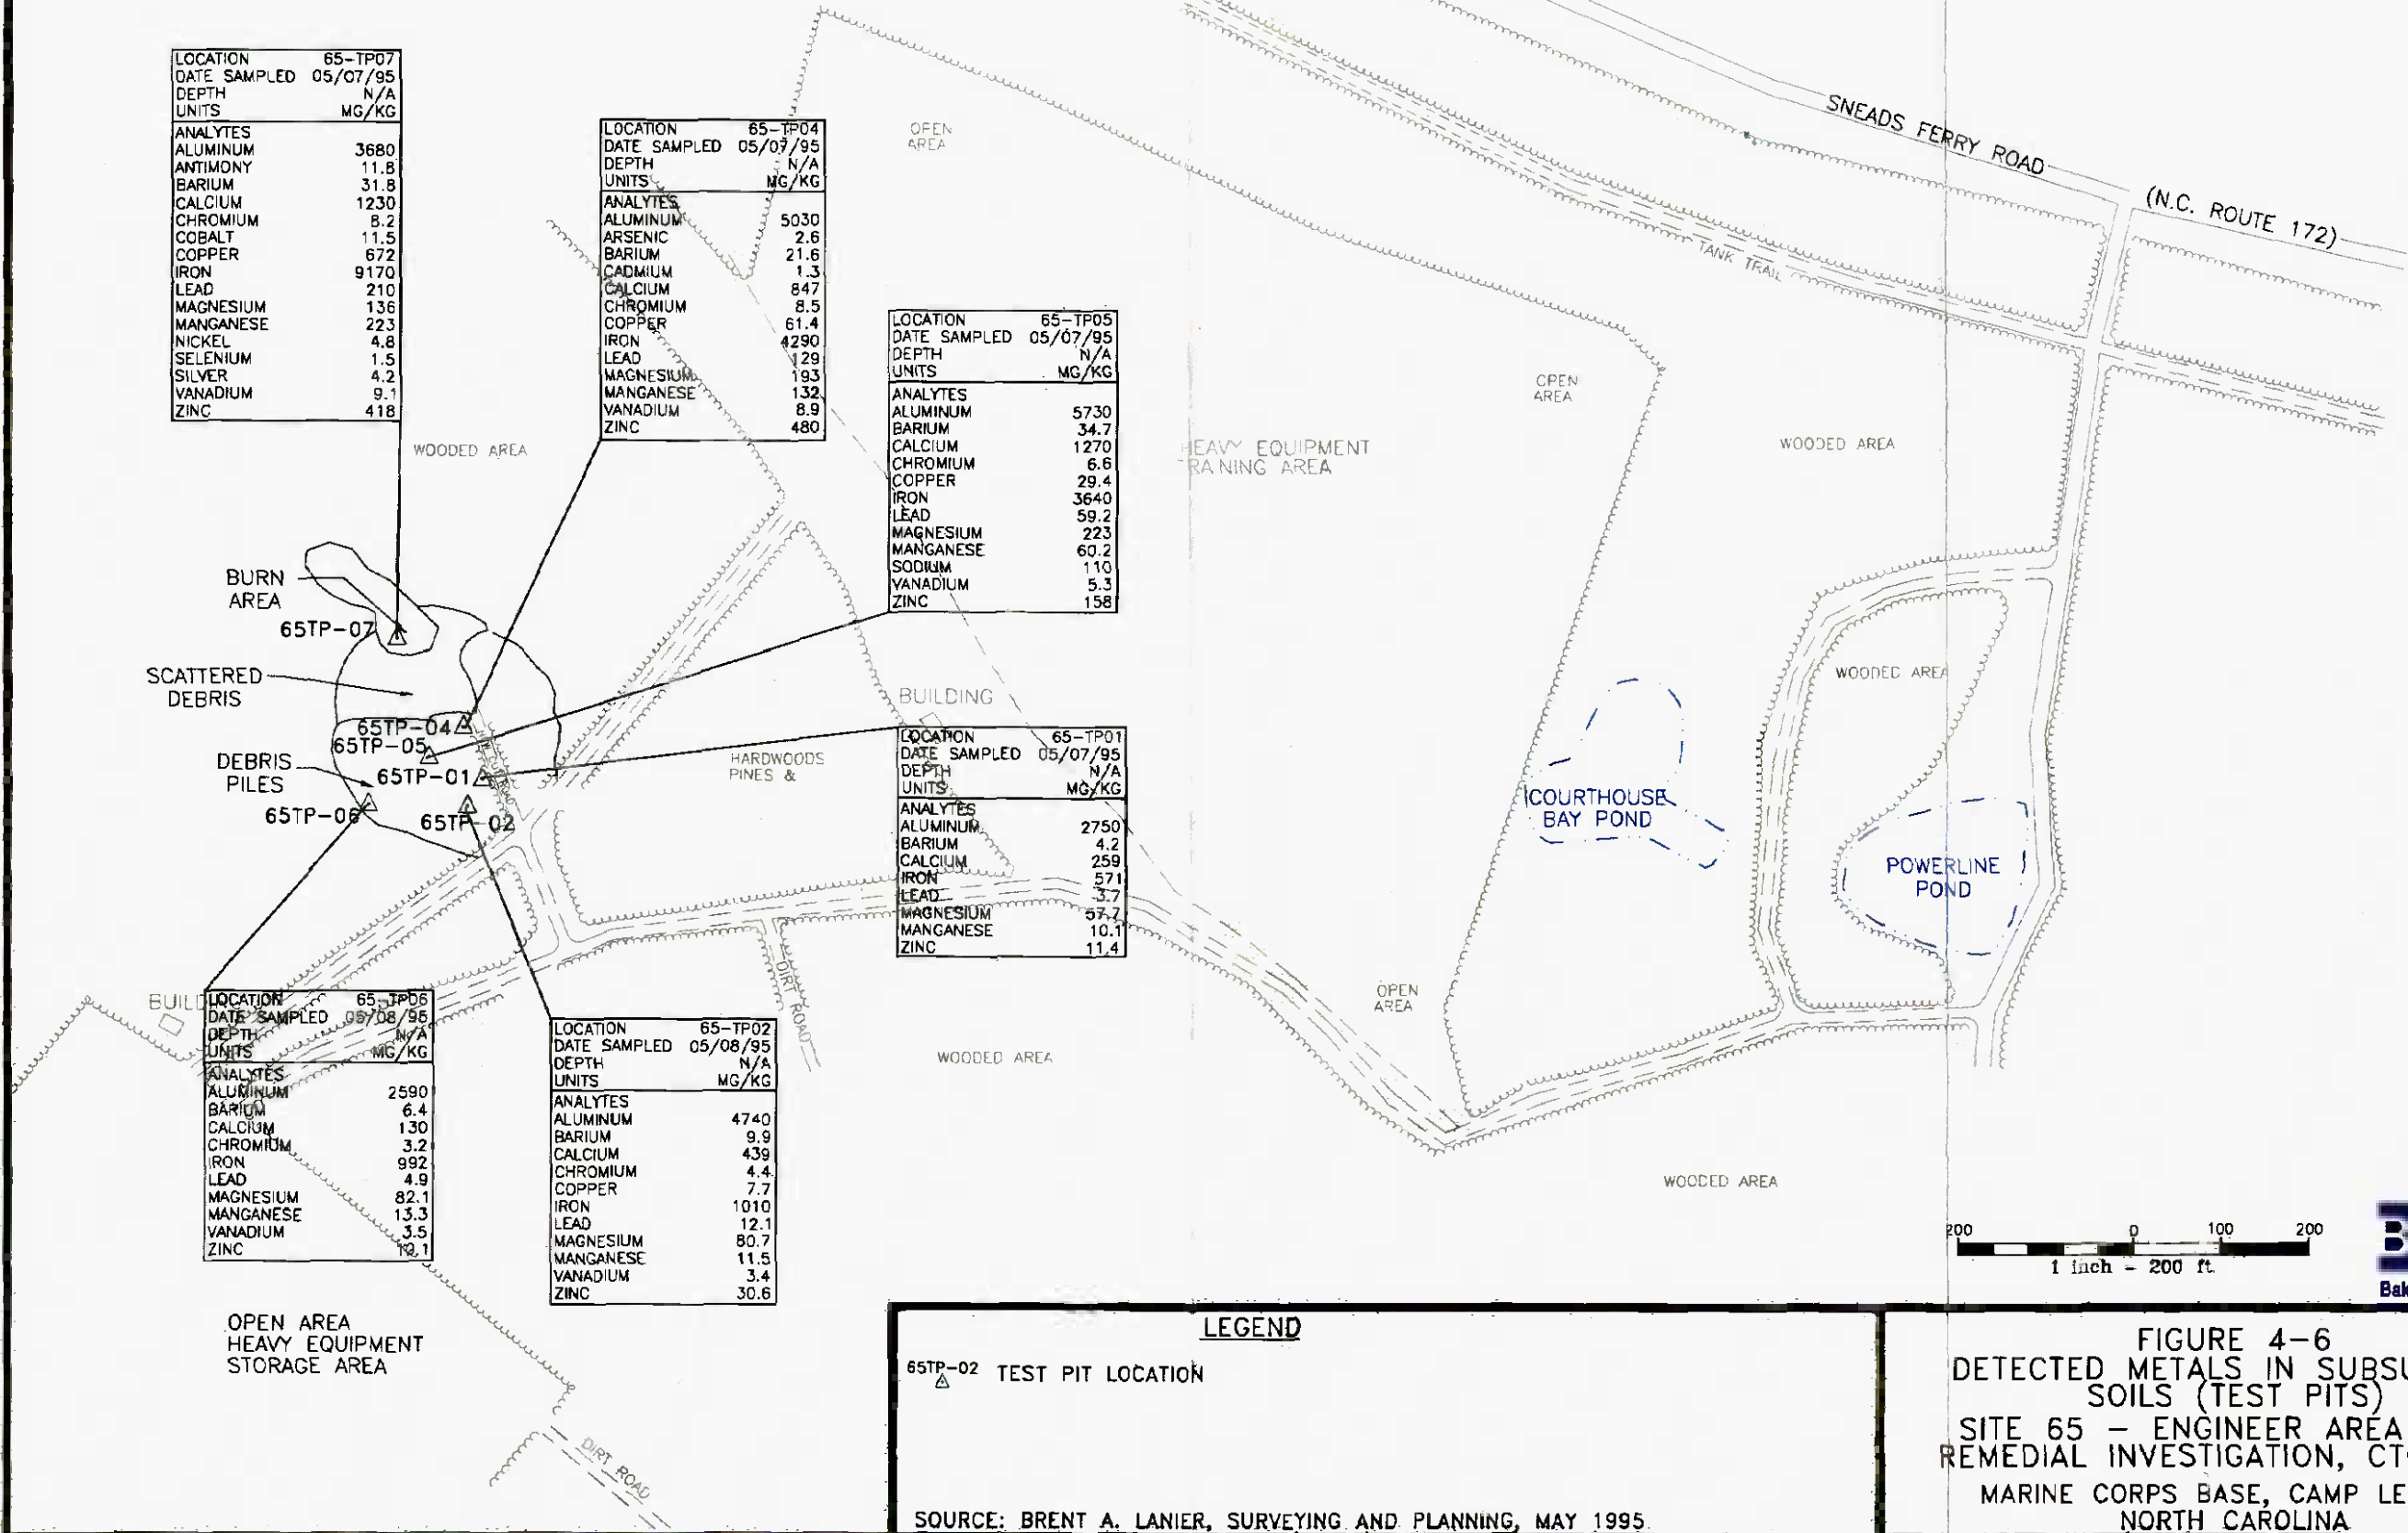 LOCATION 65-TP07
DATE SAMPLED 05/07/95
DEPTH N/A
UNITS MG/KG
ANALYTES
ALUMINUM 3680
ANTIMONY 11.8
BARIUM 31.8
CALCIUM 1230
CHROMIUM 8.2
COBALT 11.5
COPPER 672
IRON 9170
LEAD 210
MAGNESIUM 136
MANGANESE 223
NICKEL 4.8
SELENIUM 1.5
SILVER 4.2
VANADIUM 9.1
ZINC 418
LOCATION 65-TP04
DATE SAMPLED 05/07/95
DEPTH N/A
UNITS MG/KG
ANALYTES
ALUMINUM 5030
ARSENIC 2.6
BARIUM 21.6
CADMIUM 1.3
CALCIUM 847
CHROMIUM 8.5
COPPER 61.4
IRON 4290
LEAD 129
MAGNESIUM 193
MANGANESE 132
VANADIUM 8.9
ZINC 480
LOCATION 65-TP05
DATE SAMPLED 05/07/95
DEPTH N/A
UNITS MG/KG
ANALYTES
ALUMINUM 5730
BARIUM 34.7
CALCIUM 1270
CHROMIUM 6.6
COPPER 29.4
IRON 3640
LEAD 59.2
MAGNESIUM 223
MANGANESE 60.2
SODIUM 110
VANADIUM 5.3
ZINC 158
OPEN
AREA
SNEADS FERRY ROAD
(N.C. ROUTE 172)
TANK TRAIL
OPEN
AREA
WOODED AREA
HEAVY EQUIPMENT
TRAINING AREA
WOODED AREA
BURN
AREA
65TP-07
SCATTERED
DEBRIS
65TP-04
65TP-05
DEBRIS
PILES
65TP-01
65TP-06
65TP-02
HARDWOODS
PINES &
BUILDING
LOCATION 65-TP01
DATE SAMPLED 05/07/95
DEPTH N/A
UNITS MG/KG
ANALYTES
ALUMINUM 2750
BARIUM 4.2
CALCIUM 259
IRON 571
LEAD 3.7
MAGNESIUM 57.7
MANGANESE 10.1
ZINC 11.4
WOODED AREA
COURTHOUSE
BAY POND
POWERLINE
POND
OPEN
AREA
DIRT ROAD
WOODED AREA
WOODED AREA
BUILD
LOCATION 65-TP06
DATE SAMPLED 05/08/95
DEPTH N/A
UNITS MG/KG
ANALYTES
ALUMINUM 2590
BARIUM 6.4
CALCIUM 130
CHROMIUM 3.2
IRON 992
LEAD 4.9
MAGNESIUM 82.1
MANGANESE 13.3
VANADIUM 3.5
ZINC
LOCATION 65-TP02
DATE SAMPLED 05/08/95
DEPTH N/A
UNITS MG/KG
ANALYTES
ALUMINUM 4740
BARIUM 9.9
CALCIUM 439
CHROMIUM 4.4
COPPER 7.7
IRON 1010
LEAD 12.1
MAGNESIUM 80.7
MANGANESE 11.5
VANADIUM 3.4
ZINC 30.6
OPEN AREA
HEAVY EQUIPMENT
STORAGE AREA
DIRT ROAD
200 0 100 200
1 inch = 200 ft.
Bak
LEGEND
65TP-02 TEST PIT LOCATION
SOURCE: BRENT A. LANIER, SURVEYING AND PLANNING, MAY 1995
FIGURE 4-6
DETECTED METALS IN SUBSU
SOILS (TEST PITS)
SITE 65 - ENGINEER AREA
REMEDIAL INVESTIGATION, CT
MARINE CORPS BASE, CAMP LE
NORTH CAROLINA